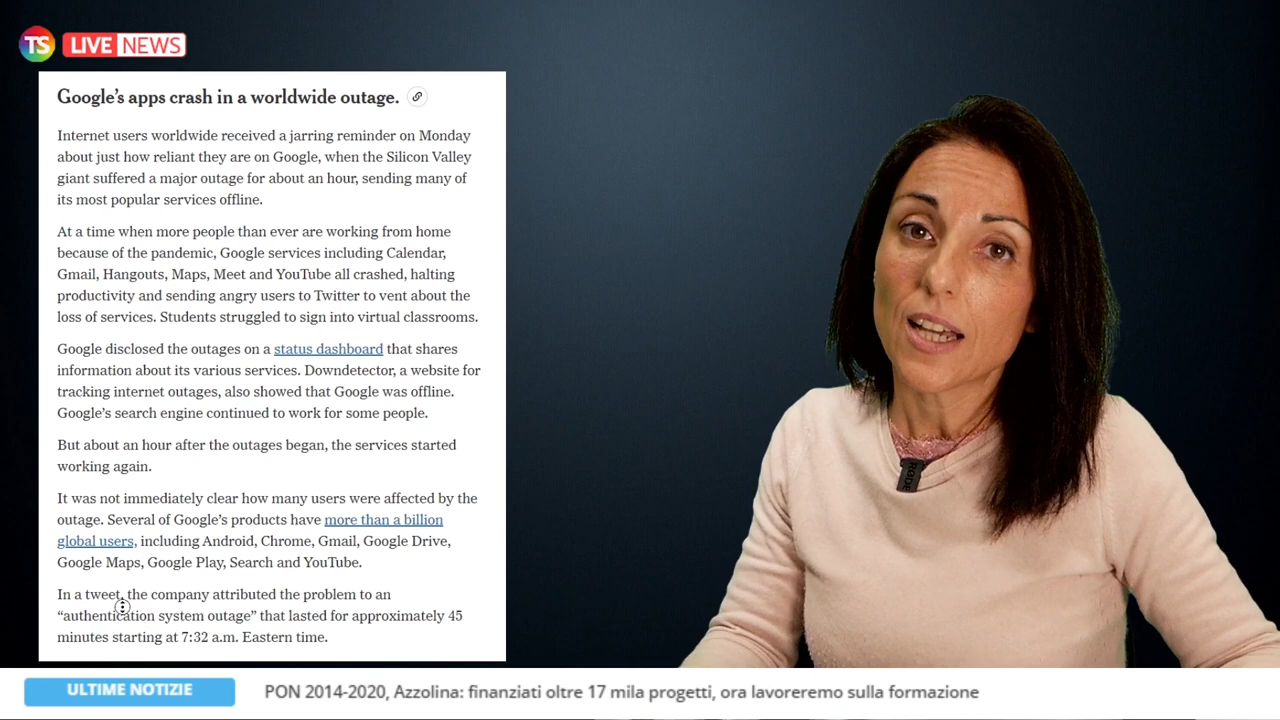 TS LIVE NEWS
Google’s apps crash in a worldwide outage.
Internet users worldwide received a jarring reminder on Monday
about just how reliant they are on Google, when the Silicon Valley
giant suffered a major outage for about an hour, sending many of
its most popular services offline.
At a time when more people than ever are working from home
because of the pandemic, Google services including Calendar,
Gmail, Hangouts, Maps, Meet and YouTube all crashed, halting
productivity and sending angry users to Twitter to vent about the
loss of services. Students struggled to sign into virtual classrooms.
Google disclosed the outages on a status dashboard that shares
information about its various services. Downdetector, a website for
tracking internet outages, also showed that Google was offline.
Google’s search engine continued to work for some people.
But about an hour after the outages began, the services started
working again.
It was not immediately clear how many users were affected by the
outage. Several of Google’s products have more than a billion
global users, including Android, Chrome, Gmail, Google Drive,
Google Maps, Google Play, Search and YouTube.
In a tweet, the company attributed the problem to an
“authentication system outage” that lasted for approximately 45
minutes starting at 7:32 a.m. Eastern time.
RODE
ULTIME NOTIZIE
PON 2014-2020, Azzolina: finanziati oltre 17 mila progetti, ora lavoreremo sulla formazione